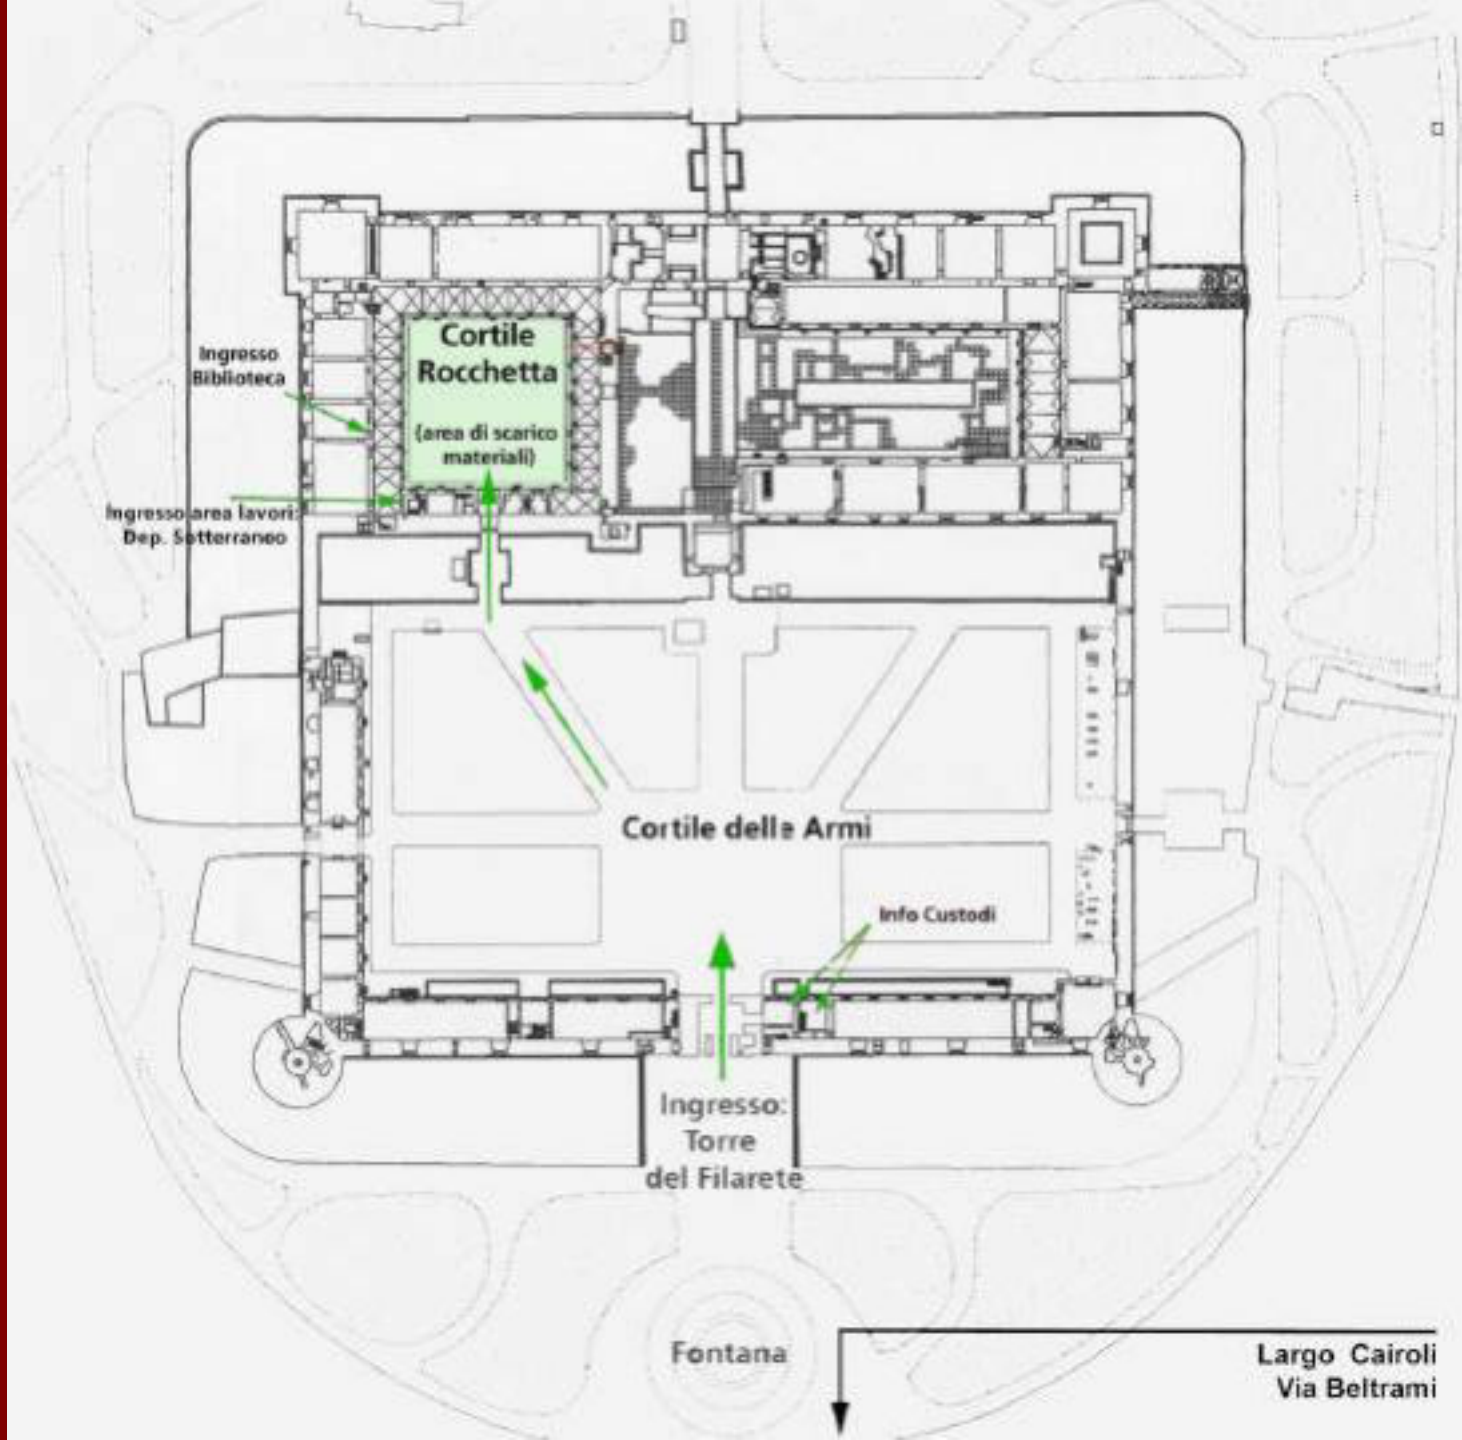 Cortile
Rocchetta
(area di scarico
materiali)
Ingresso
Biblioteca
Ingresso area lavori:
Dep. Sotterraneo
Cortile delle Armi
Info Custodi
Ingresso:
Torre
del Filarete
Fontana
Largo Cairoli
Via Beltrami